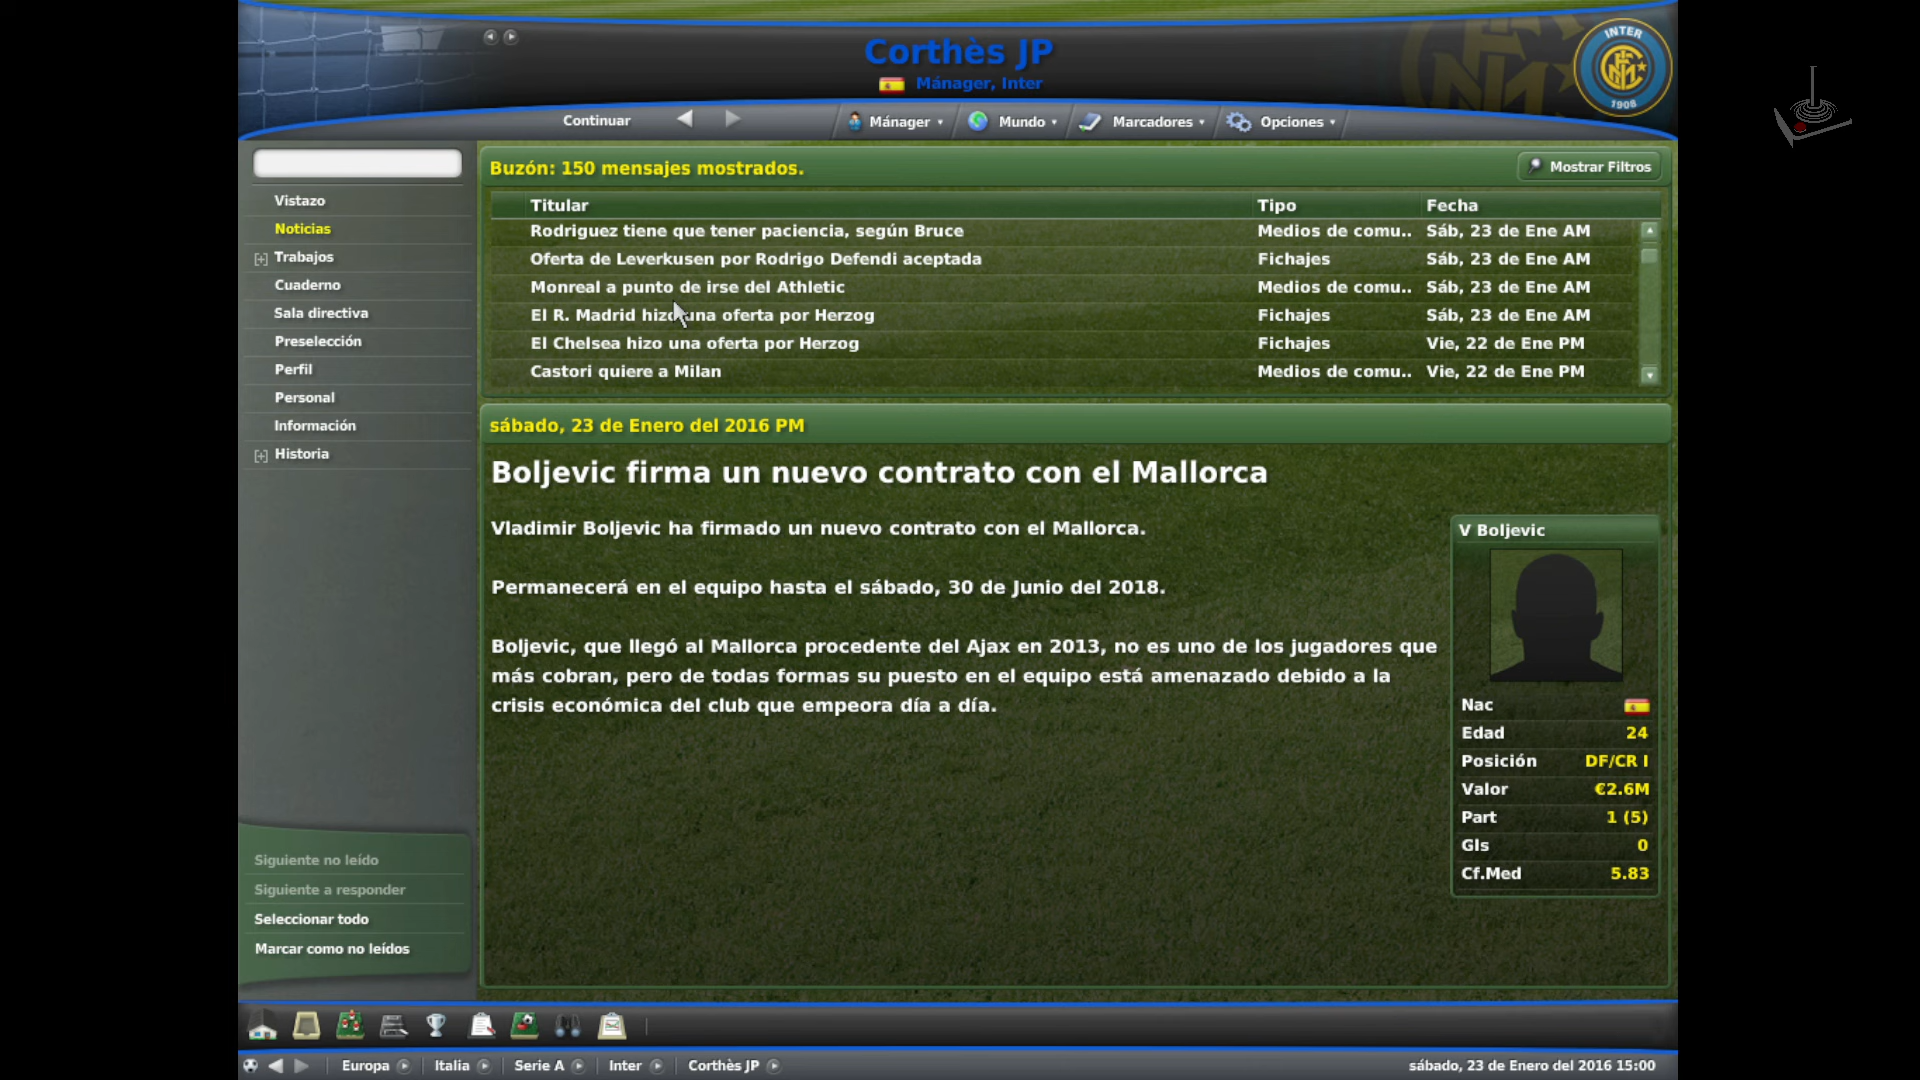 Corthès JP
Mánager, Inter
INTER
1908
Continuar
Mánager
Mundo
Marcadores
Opciones
Vistazo
Noticias
[+] Trabajos
Cuaderno
Sala directiva
Preselección
Perfil
Personal
Información
[+] Historia
Buzón: 150 mensajes mostrados.
Mostrar Filtros
Titular Tipo Fecha
Rodriguez tiene que tener paciencia, según Bruce Medios de comu.. Sáb, 23 de Ene AM
Oferta de Leverkusen por Rodrigo Defendi aceptada Fichajes Sáb, 23 de Ene AM
Monreal a punto de irse del Athletic Medios de comu.. Sáb, 23 de Ene AM
El R. Madrid hizo una oferta por Herzog Fichajes Sáb, 23 de Ene AM
El Chelsea hizo una oferta por Herzog Fichajes Vie, 22 de Ene PM
Castori quiere a Milan Medios de comu.. Vie, 22 de Ene PM
sábado, 23 de Enero del 2016 PM
Boljevic firma un nuevo contrato con el Mallorca
Vladimir Boljevic ha firmado un nuevo contrato con el Mallorca.
Permanecerá en el equipo hasta el sábado, 30 de Junio del 2018.
Boljevic, que llegó al Mallorca procedente del Ajax en 2013, no es uno de los jugadores que
más cobran, pero de todas formas su puesto en el equipo está amenazado debido a la
crisis económica del club que empeora día a día.
V Boljevic
Nac
Edad 24
Posición DF/CR I
Valor €2.6M
Part 1 (5)
Gls 0
Cf.Med 5.83
Siguiente no leído
Siguiente a responder
Seleccionar todo
Marcar como no leídos
Europa
Italia
Serie A
Inter
Corthès JP
sábado, 23 de Enero del 2016 15:00